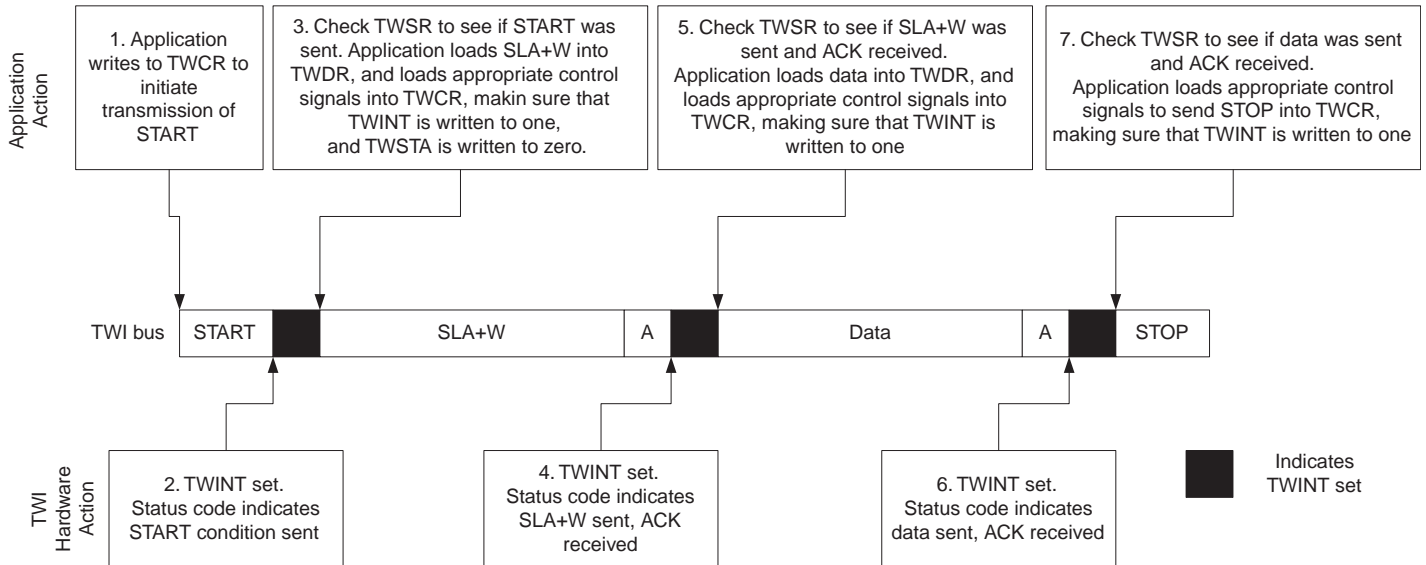 Application
Action
1. Application
writes to TWCR to
initiate
transmission of
START
3. Check TWSR to see if START was
sent. Application loads SLA+W into
TWDR, and loads appropriate control
signals into TWCR, makin sure that
TWINT is written to one,
and TWSTA is written to zero.
5. Check TWSR to see if SLA+W was
sent and ACK received.
Application loads data into TWDR, and
loads appropriate control signals into
TWCR, making sure that TWINT is
written to one
7. Check TWSR to see if data was sent
and ACK received.
Application loads appropriate control
signals to send STOP into TWCR,
making sure that TWINT is written to one
TWI bus
START
SLA+W
A
Data
A
STOP
TWI
Hardware
Action
2. TWINT set.
Status code indicates
START condition sent
4. TWINT set.
Status code indicates
SLA+W sent, ACK
received
6. TWINT set.
Status code indicates
data sent, ACK received
Indicates
TWINT set